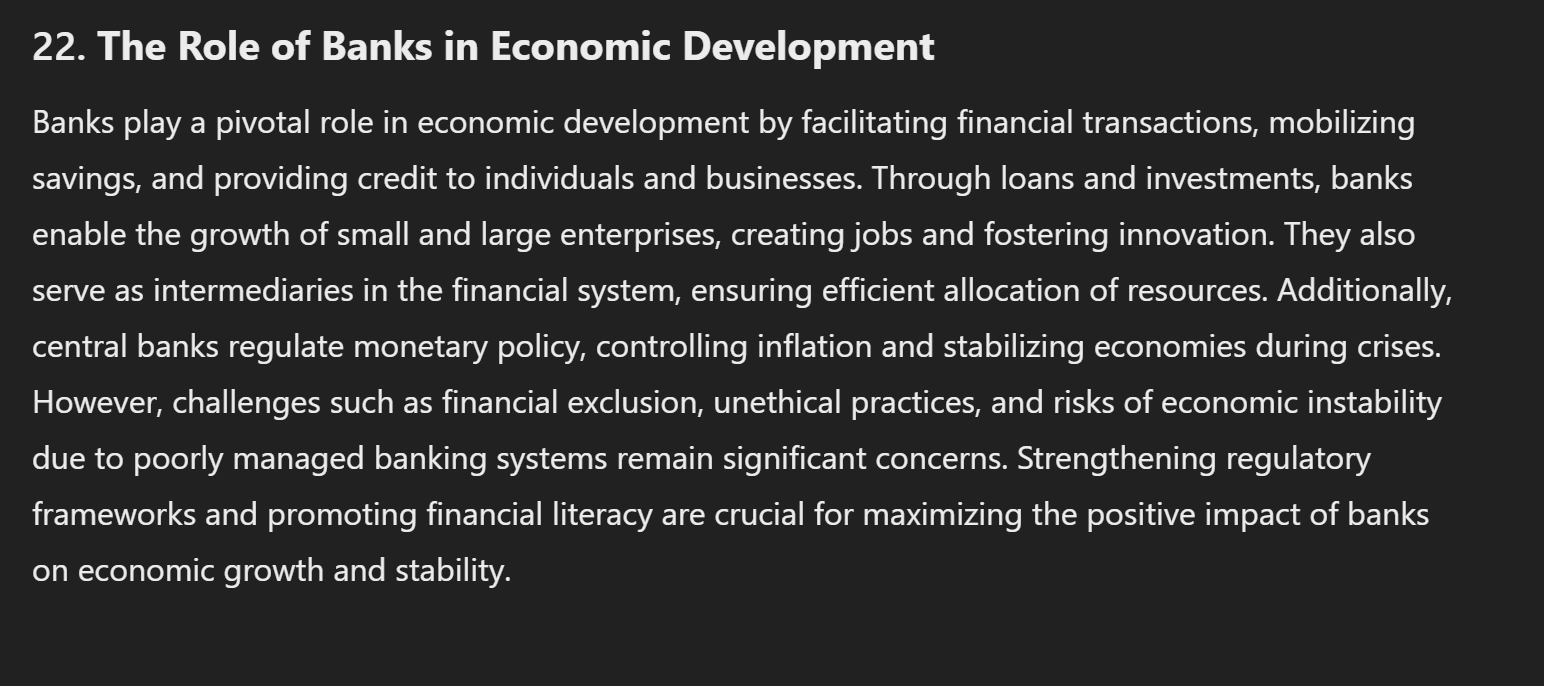 22. The Role of Banks in Economic Development
Banks play a pivotal role in economic development by facilitating financial transactions, mobilizing
savings, and providing credit to individuals and businesses. Through loans and investments, banks
enable the growth of small and large enterprises, creating jobs and fostering innovation. They also
serve as intermediaries in the financial system, ensuring efficient allocation of resources. Additionally,
central banks regulate monetary policy, controlling inflation and stabilizing economies during crises.
However, challenges such as financial exclusion, unethical practices, and risks of economic instability
due to poorly managed banking systems remain significant concerns. Strengthening regulatory
frameworks and promoting financial literacy are crucial for maximizing the positive impact of banks
on economic growth and stability.